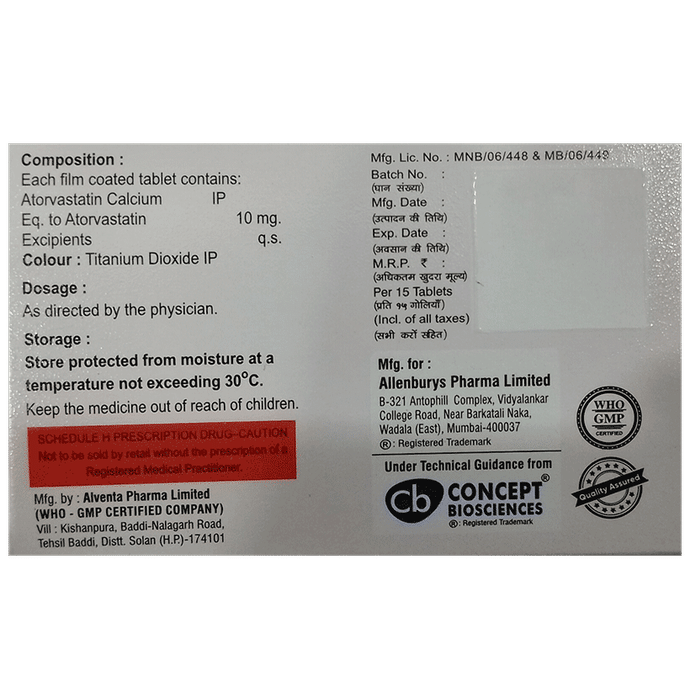 Composition :
Each film coated tablet contains:
Atorvastatin Calcium IP
Eq. to Atorvastatin 10 mg.
Excipients q.s.
Colour : Titanium Dioxide IP
Dosage :
As directed by the physician.
Storage :
Store protected from moisture at a
temperature not exceeding 30°C.
Keep the medicine out of reach of children.
SCHEDULE H PRESCRIPTION DRUG-CAUTION
Not to be sold by retail without the prescription of a
Registered Medical Practitioner.
Mfg. by : Alventa Pharma Limited
(WHO - GMP CERTIFIED COMPANY)
Vill : Kishanpura, Baddi-Nalagarh Road,
Tehsil Baddi, Distt. Solan (H.P.)-174101
Mfg. Lic. No. : MNB/06/448 & MB/06/449
Batch No. :
(घान संख्या)
Mfg. Date :
(उत्पादन की तिथि)
Exp. Date :
(अवसान की तिथि)
M.R.P. ₹ :
(अधिकतम खुदरा मूल्य)
Per 15 Tablets
(प्रति १५ गोलियाँ)
(Incl. of all taxes)
(सभी करों सहित)
Mfg. for :
Allenburys Pharma Limited
B-321 Antophill Complex, Vidyalankar
College Road, Near Barkatali Naka,
Wadala (East), Mumbai-400037
®: Registered Trademark
WHO
GMP
CERTIFIED
Under Technical Guidance from
Cb CONCEPT®
BIOSCIENCES
®: Registered Trademark
Quality Assured